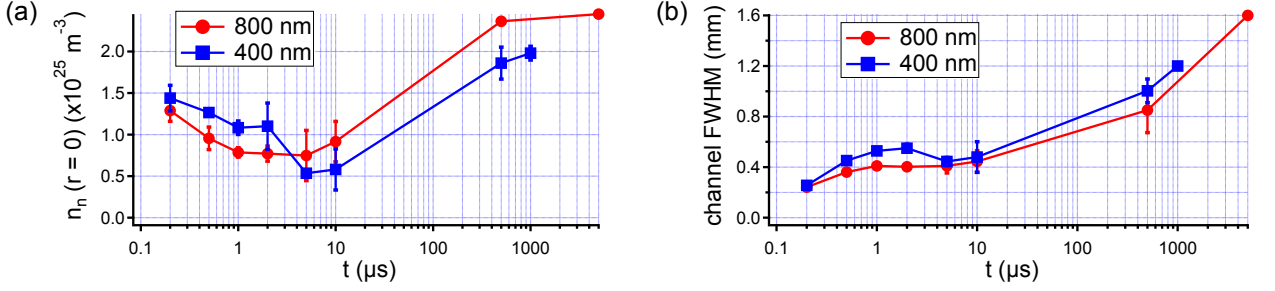 (a)
n_n (r = 0) (x10^25 m^-3)
2.0
1.5
1.0
0.5
0.0
800 nm
400 nm
0.1
1
10
100
1000
t (µs)
(b)
channel FWHM (mm)
1.6
1.2
0.8
0.4
0.0
800 nm
400 nm
0.1
1
10
100
1000
t (µs)